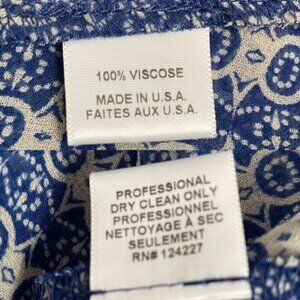 100% VISCOSE
MADE IN U.S.A.
FAITES AUX U.S.A.
PROFESSIONAL
DRY CLEAN ONLY
PROFESSIONNEL
NETTOYAGE À SEC
SEULEMENT
RN# 124227